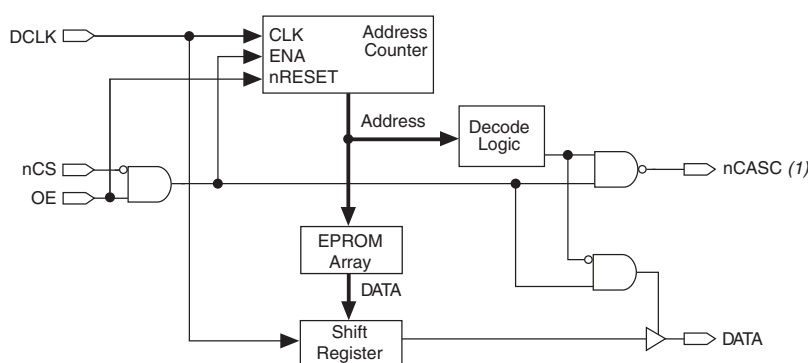 DCLK
CLK
Address
Counter
ENA
nRESET
Address
Decode
Logic
nCS
nCASC (1)
OE
EPROM
Array
DATA
Shift
Register
DATA